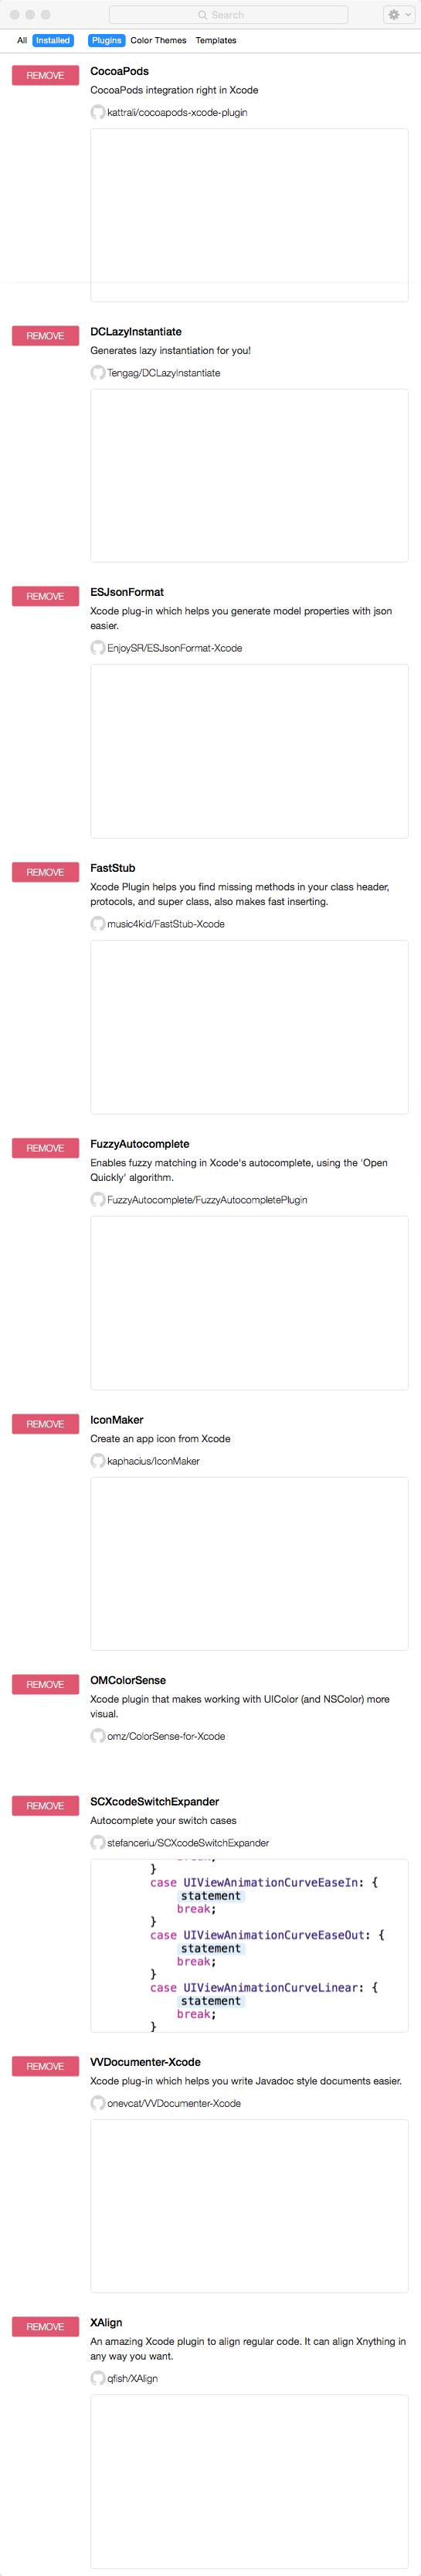 Search
All Installed Plugins Color Themes Templates
REMOVE
CocoaPods
CocoaPods integration right in Xcode
kattrali/cocoapods-xcode-plugin
REMOVE
DCLazyInstantiate
Generates lazy instantiation for you!
Tengag/DCLazyInstantiate
REMOVE
ESJsonFormat
Xcode plug-in which helps you generate model properties with json
easier.
EnjoySR/ESJsonFormat-Xcode
REMOVE
FastStub
Xcode Plugin helps you find missing methods in your class header,
protocols, and super class, also makes fast inserting.
music4kid/FastStub-Xcode
REMOVE
FuzzyAutocomplete
Enables fuzzy matching in Xcode's autocomplete, using the 'Open
Quickly' algorithm.
FuzzyAutocomplete/FuzzyAutocompletePlugin
REMOVE
IconMaker
Create an app icon from Xcode
kaphacius/IconMaker
REMOVE
OMColorSense
Xcode plugin that makes working with UIColor (and NSColor) more
visual.
omz/ColorSense-for-Xcode
REMOVE
SCXcodeSwitchExpander
Autocomplete your switch cases
stefanceriu/SCXcodeSwitchExpander
break;
}
case UIViewAnimationCurveEaseIn: {
statement
break;
}
case UIViewAnimationCurveEaseOut: {
statement
break;
}
case UIViewAnimationCurveLinear: {
statement
break;
}
REMOVE
VVDocumenter-Xcode
Xcode plug-in which helps you write Javadoc style documents easier.
onevcat/VVDocumenter-Xcode
REMOVE
XAlign
An amazing Xcode plugin to align regular code. It can align Xnything in
any way you want.
qfish/XAlign